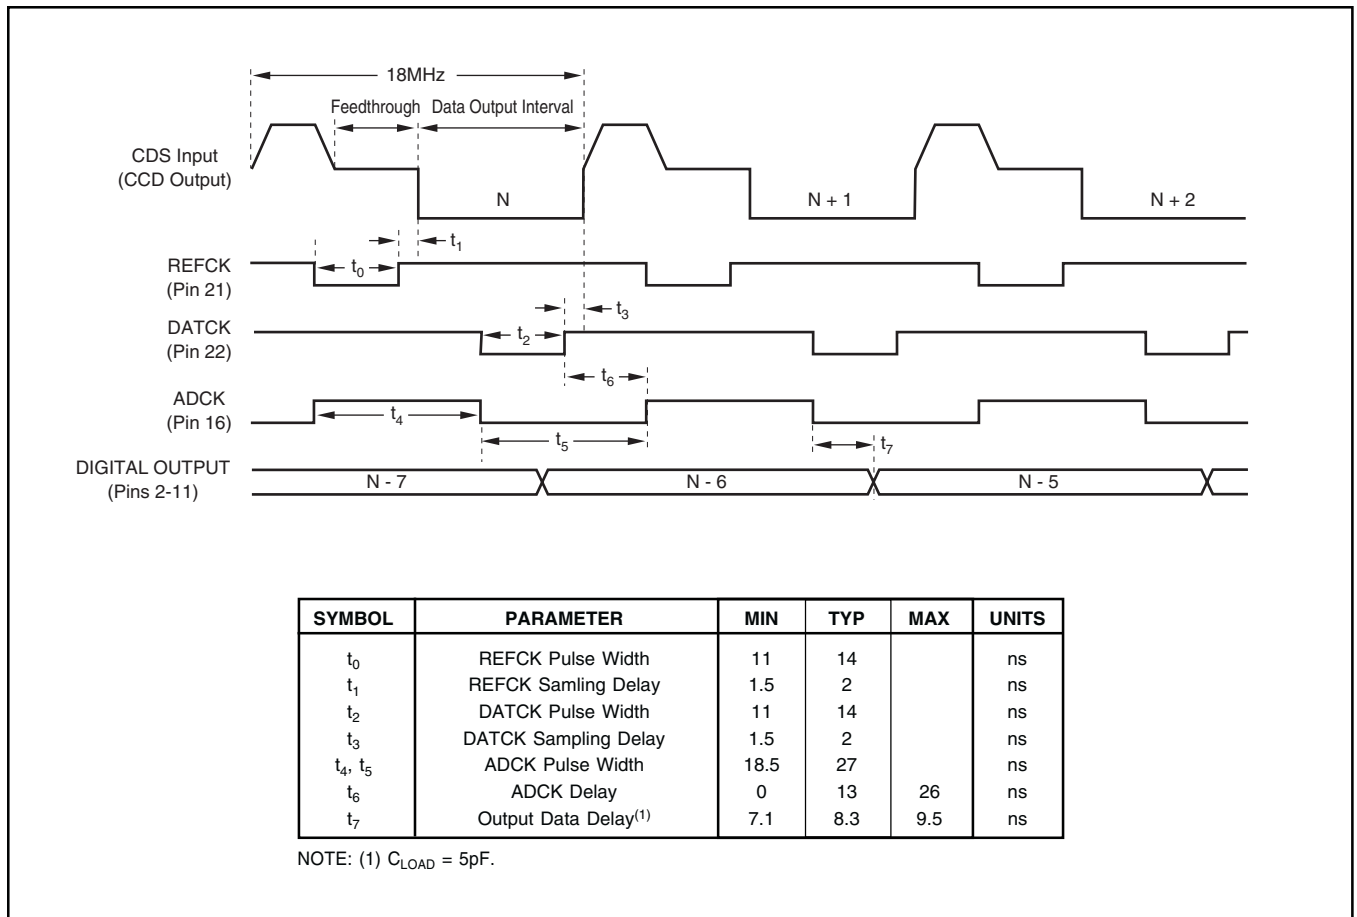 18MHz
Feedthrough Data Output Interval
CDS Input
(CCD Output)
N
N + 1
N + 2
t1
REFCK
(Pin 21)
t0
t3
DATCK
(Pin 22)
t2
t6
ADCK
(Pin 16)
t4
t5
t7
DIGITAL OUTPUT
(Pins 2-11)
N - 7
N - 6
N - 5
SYMBOL PARAMETER MIN TYP MAX UNITS
t0 REFCK Pulse Width 11 14 ns
t1 REFCK Samling Delay 1.5 2 ns
t2 DATCK Pulse Width 11 14 ns
t3 DATCK Sampling Delay 1.5 2 ns
t4, t5 ADCK Pulse Width 18.5 27 ns
t6 ADCK Delay 0 13 26 ns
t7 Output Data Delay(1) 7.1 8.3 9.5 ns
NOTE: (1) CLOAD = 5pF.